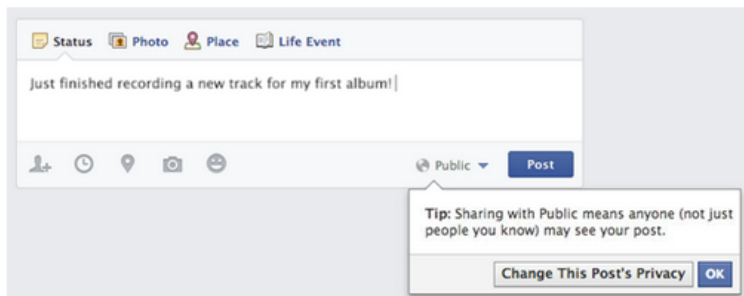 Status Photo Place Life Event
Just finished recording a new track for my first album!
Public Post
Tip: Sharing with Public means anyone (not just
people you know) may see your post.
Change This Post's Privacy OK